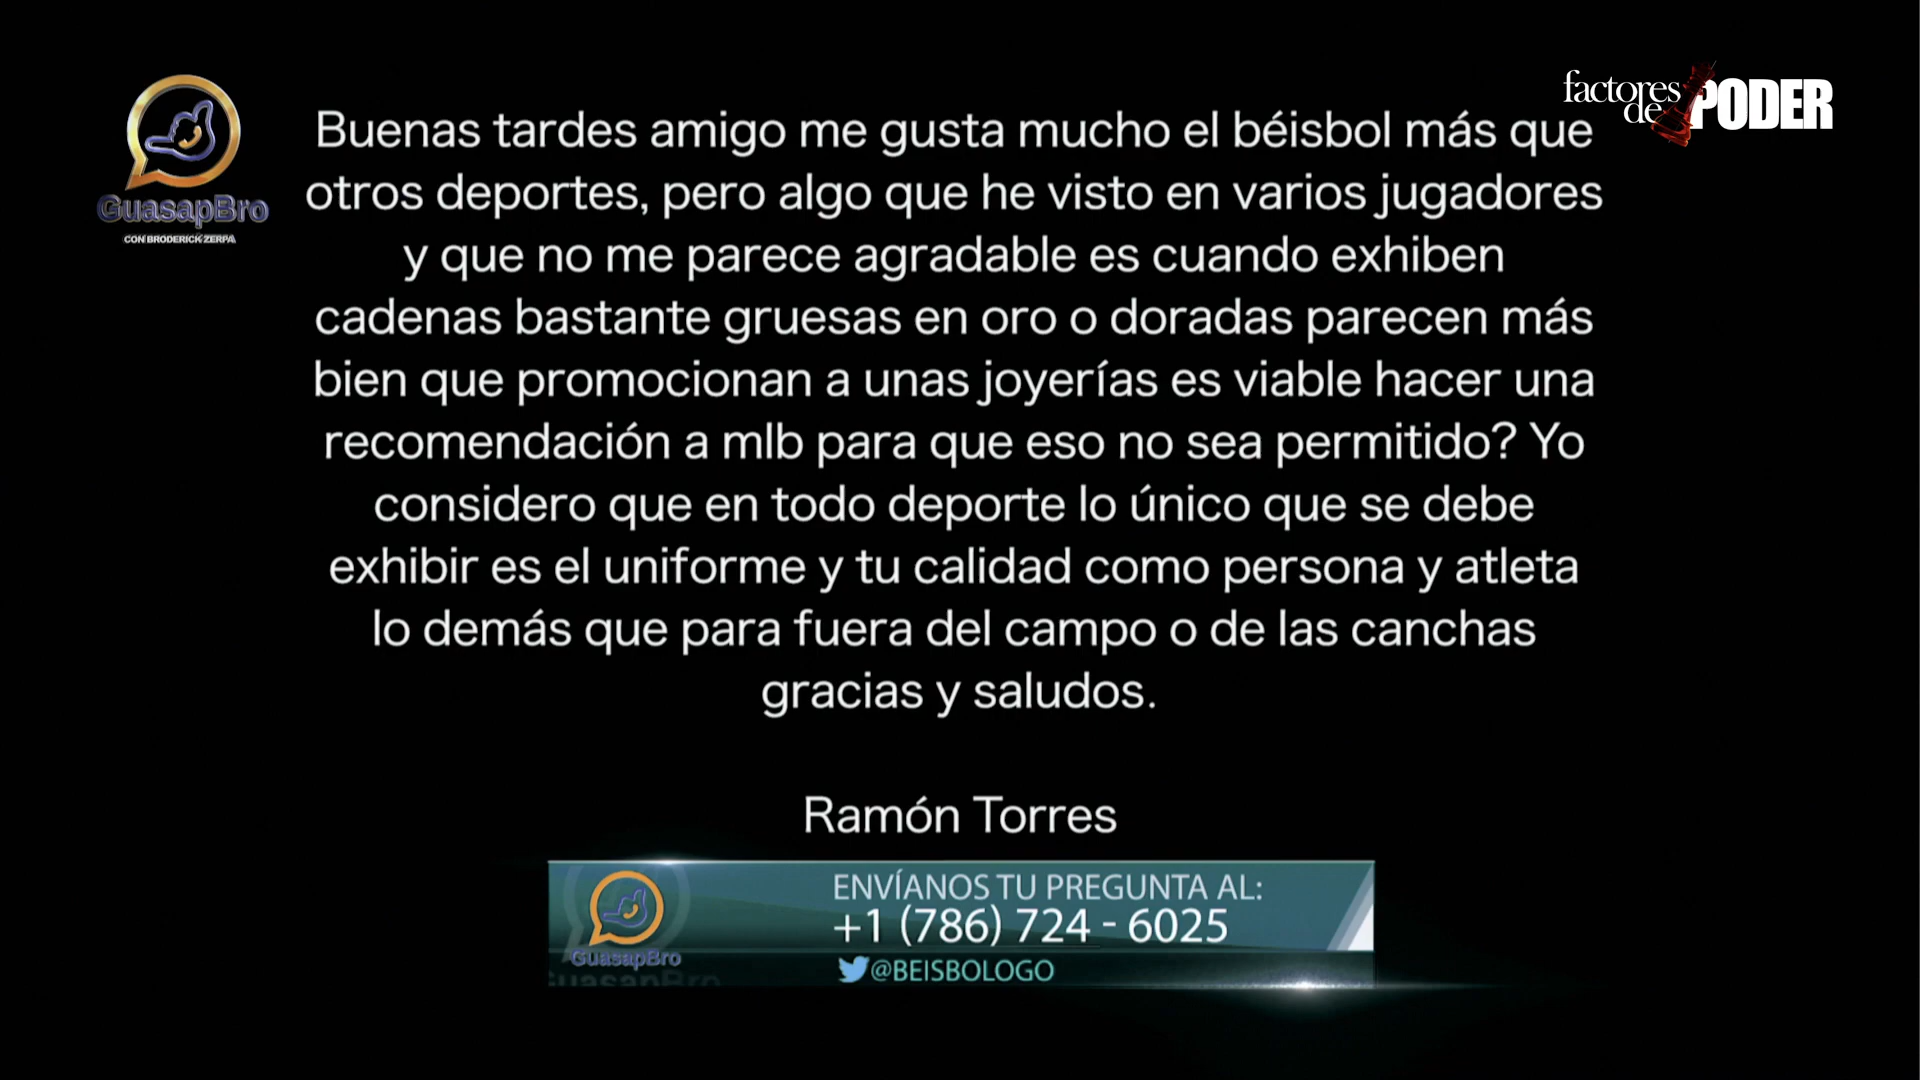 factores
de PODER
GuasapBro
CON BRODERICK ZERPA
Buenas tardes amigo me gusta mucho el béisbol más que
otros deportes, pero algo que he visto en varios jugadores
y que no me parece agradable es cuando exhiben
cadenas bastante gruesas en oro o doradas parecen más
bien que promocionan a unas joyerías es viable hacer una
recomendación a mlb para que eso no sea permitido? Yo
considero que en todo deporte lo único que se debe
exhibir es el uniforme y tu calidad como persona y atleta
lo demás que para fuera del campo o de las canchas
gracias y saludos.
Ramón Torres
ENVÍANOS TU PREGUNTA AL:
+1 (786) 724 - 6025
GuasapBro
@BEISBOLOGO
GuasapBro